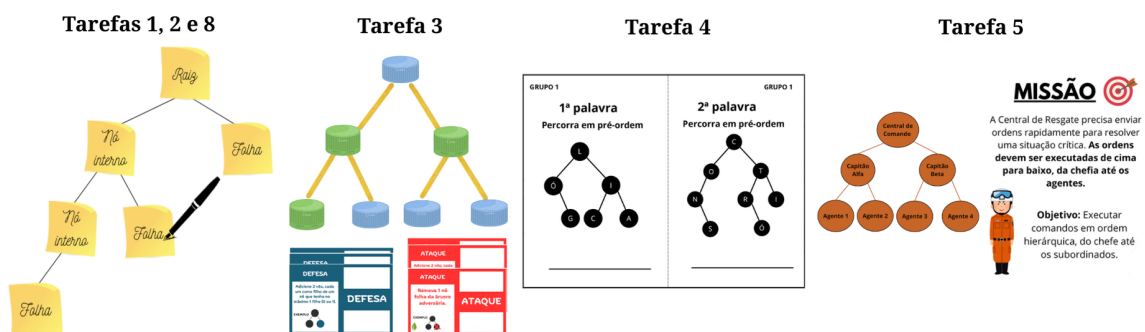 Tarefas 1, 2 e 8
Raiz
Nó
interno
Folha
Nó
interno
Folha
Folha
Tarefa 3
DEFESA
DEFESA
Adicione 2 nós, cada
um como filho de um
nó que tenha no
máximo 1 filho (0 ou 1).
EXEMPLO
DEFESA
ATAQUE
Adicione 2 nós, cada
ATAQUE
Remova 1 nó
folha da árvore
adversária.
EXEMPLO
ATAQUE
Tarefa 4
GRUPO 1
1ª palavra
Percorra em pré-ordem
L
Ó
I
G
C
A
GRUPO 1
2ª palavra
Percorra em pré-ordem
C
O
T
N
R
I
S
Ó
Tarefa 5
Central de
Comando
Capitão
Alfa
Capitão
Beta
Agente 1
Agente 2
Agente 3
Agente 4
MISSÃO
A Central de Resgate precisa enviar
ordens rapidamente para resolver
uma situação crítica. As ordens
devem ser executadas de cima
para baixo, da chefia até os
agentes.
Objetivo: Executar
comandos em ordem
hierárquica, do chefe até
os subordinados.